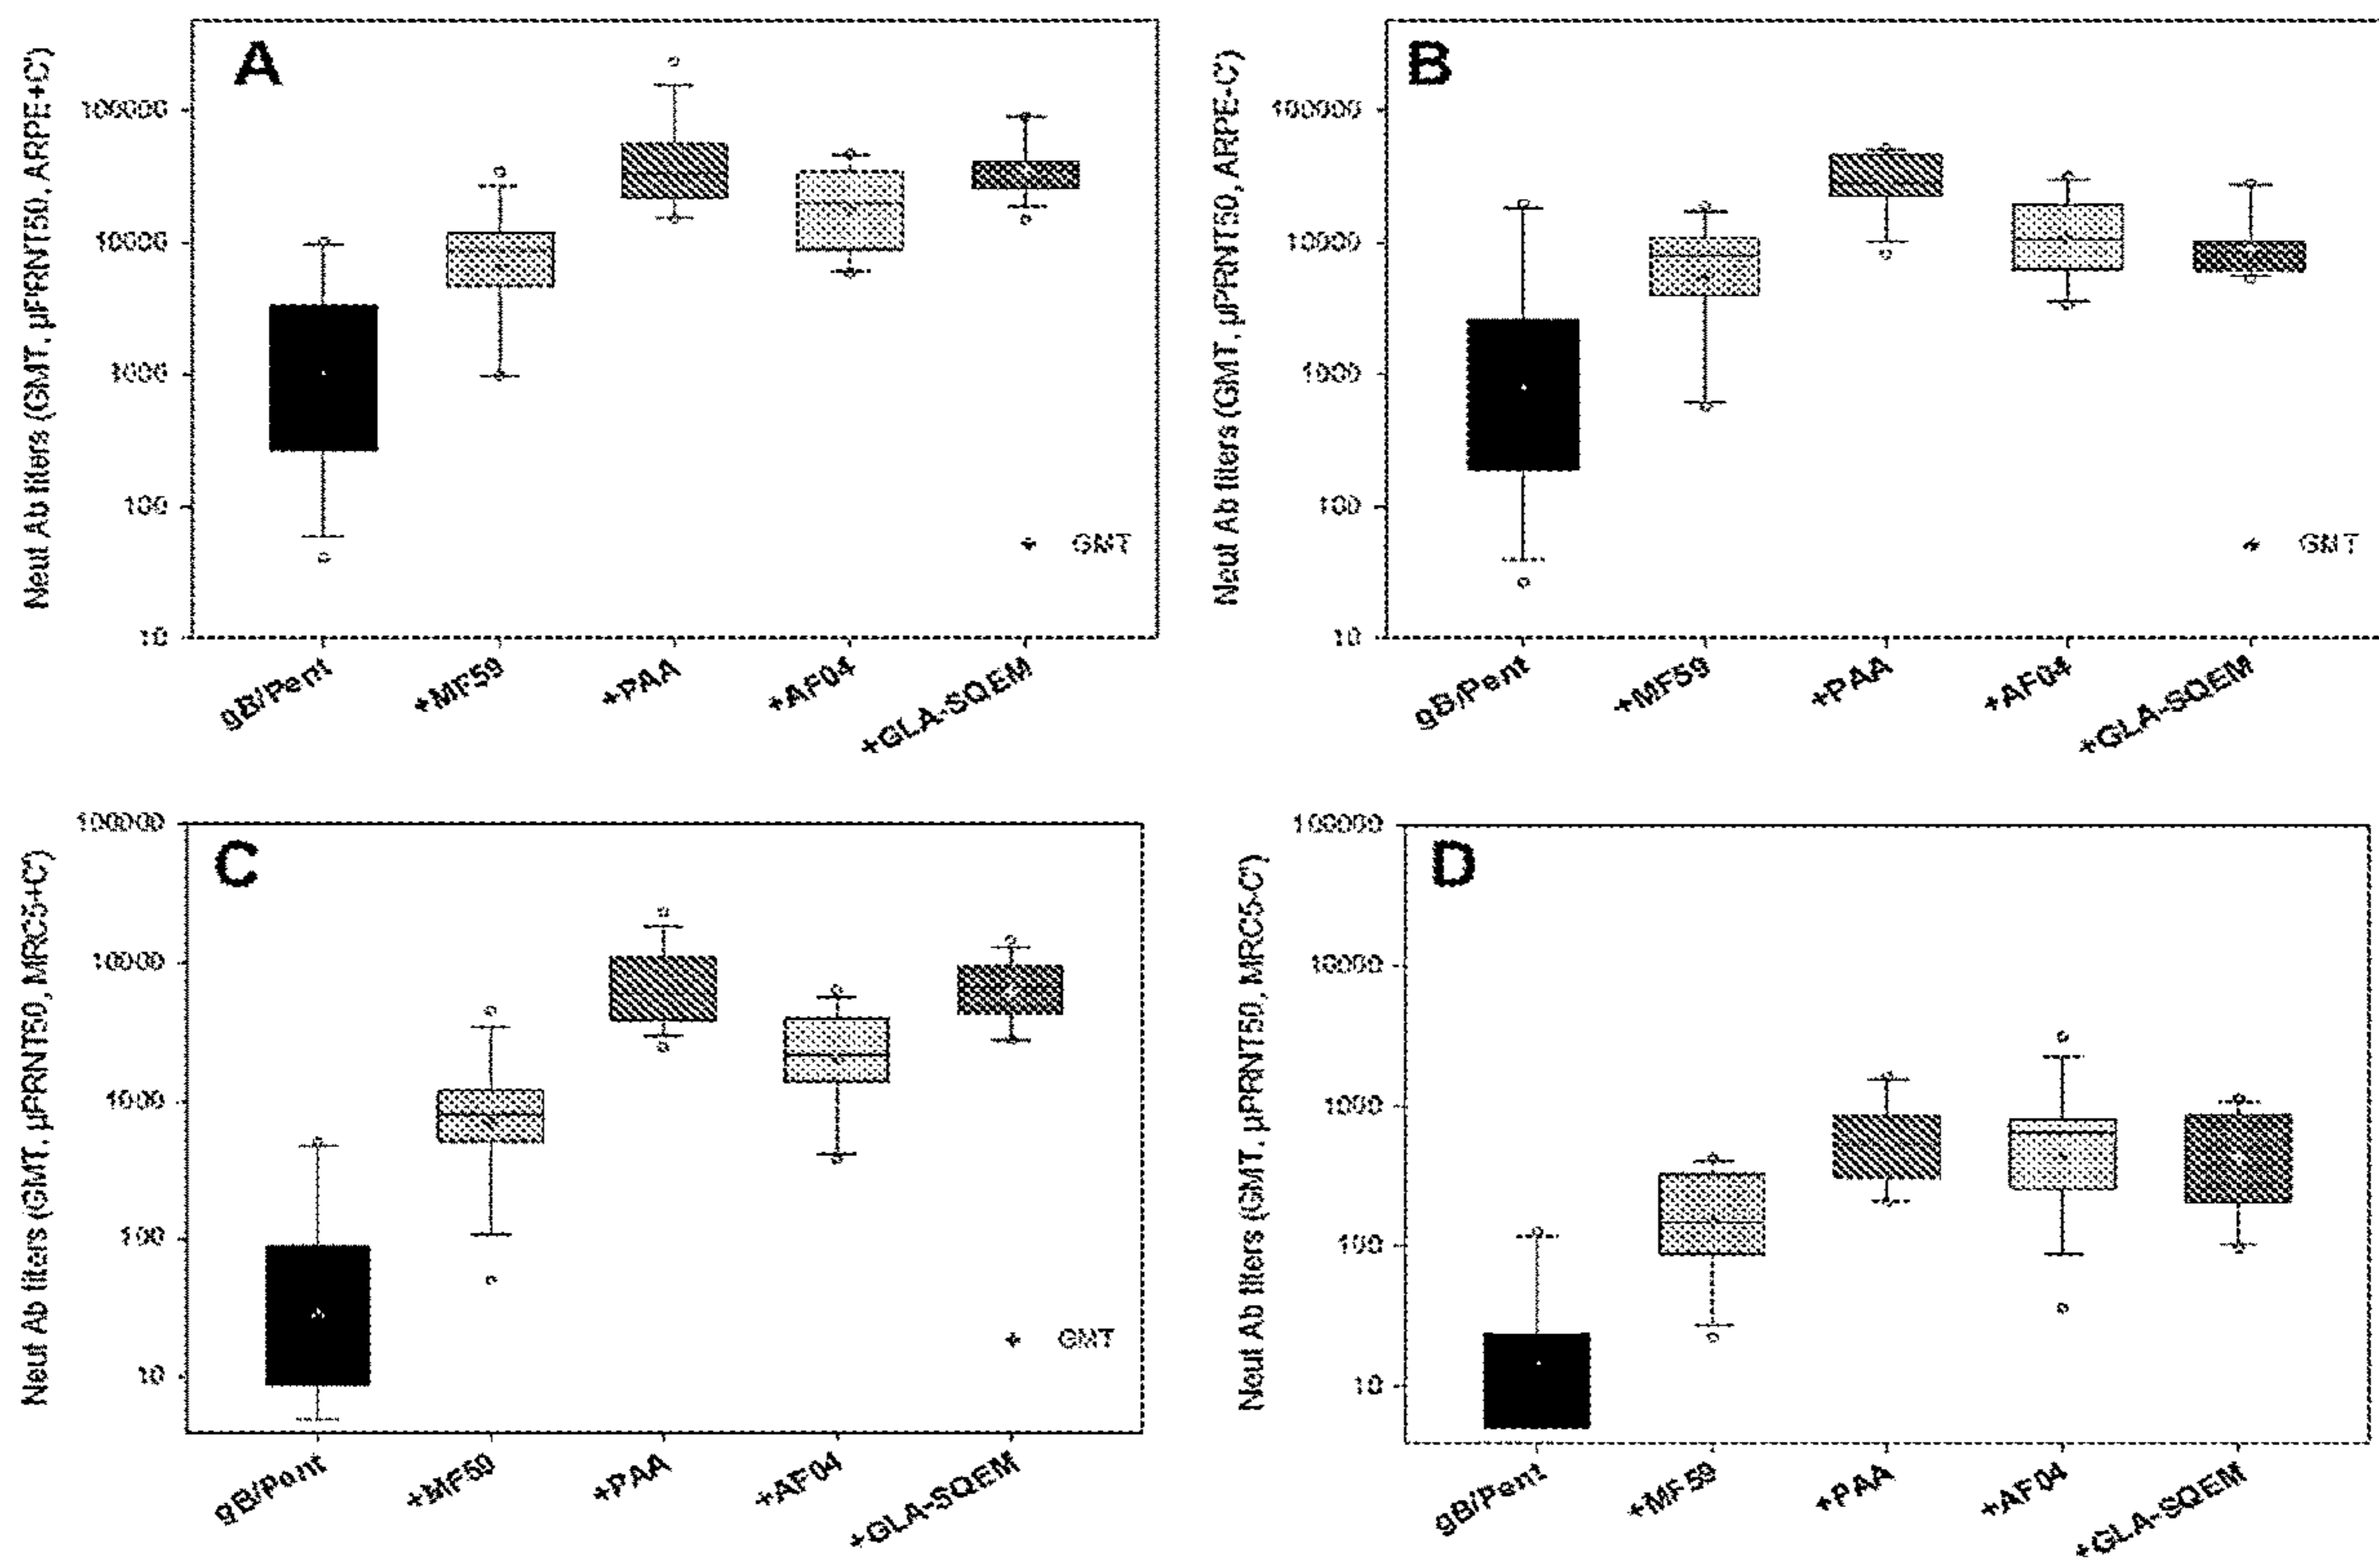 A
Neut Ab titers (GMT, µPRNT50, ARPE+C')
100000
10000
1000
100
10
GMT
gB/Pent
+MF59
+PAA
+AF04
+GLA-SQEM
B
Neut Ab titers (GMT, µPRNT50, ARPE-C')
100000
10000
1000
100
10
GMT
gB/Pent
+MF59
+PAA
+AF04
+GLA-SQEM
C
Neut Ab titers (GMT, µPRNT50, MRC5+C')
100000
10000
1000
100
10
GMT
gB/Pent
+MF59
+PAA
+AF04
+GLA-SQEM
D
Neut Ab titers (GMT, µPRNT50, MRC5-C')
100000
10000
1000
100
10
gB/Pent
+MF59
+PAA
+AF04
+GLA-SQEM